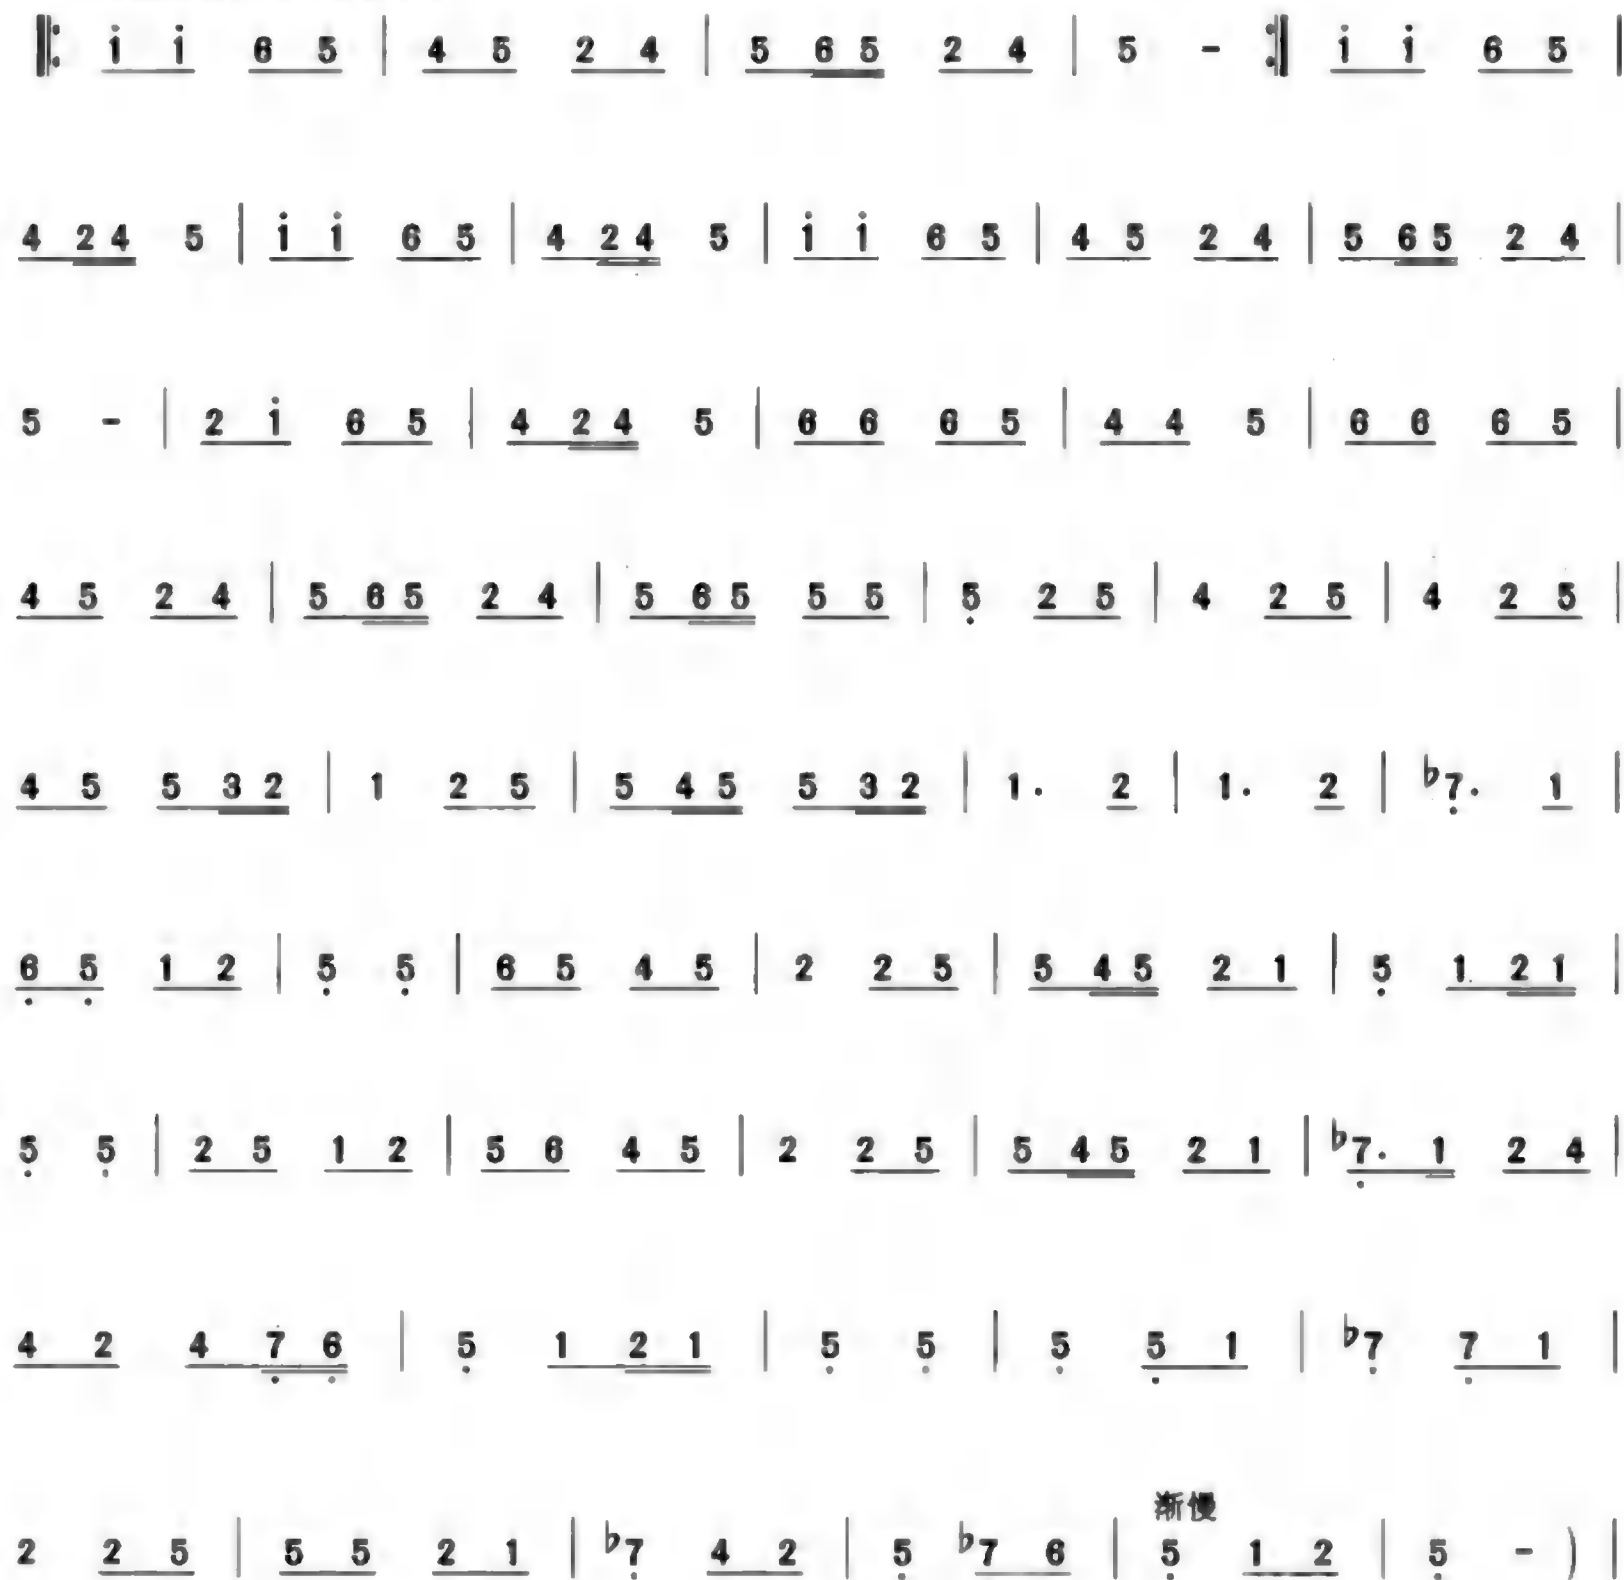 ‖: i i 6 5 | 4 5 2 4 | 5 6 5 2 4 | 5 - :‖ i i 6 5 |
4 2 4 5 | i i 6 5 | 4 2 4 5 | i i 6 5 | 4 5 2 4 | 5 6 5 2 4 |
5 - | 2 i 6 5 | 4 2 4 5 | 6 6 6 5 | 4 4 5 | 6 6 6 5 |
4 5 2 4 | 5 6 5 2 4 | 5 6 5 5 5 | 5̣ 2 5 | 4 2 5 | 4 2 5 |
4 5 5 3 2 | 1 2 5 | 5 4 5 5 3 2 | 1. 2 | 1. 2 | ♭7̣. 1 |
6̣ 5̣ 1 2 | 5̣ 5̣ | 6 5 4 5 | 2 2 5 | 5 4 5 2 1 | 5̣ 1 2 1 |
5̣ 5̣ | 2 5 1 2 | 5 6 4 5 | 2 2 5 | 5 4 5 2 1 | ♭7̣. 1 2 4 |
4 2 4 7̣ 6̣ | 5̣ 1 2 1 | 5̣ 5̣ | 5̣ 5̣ 1 | ♭7̣ 7̣ 1 |
渐慢
2 2 5 | 5 5 2 1 | ♭7̣ 4 2 | 5̣ ♭7 6 | 5̣ 1 2 | 5̣ - ) |